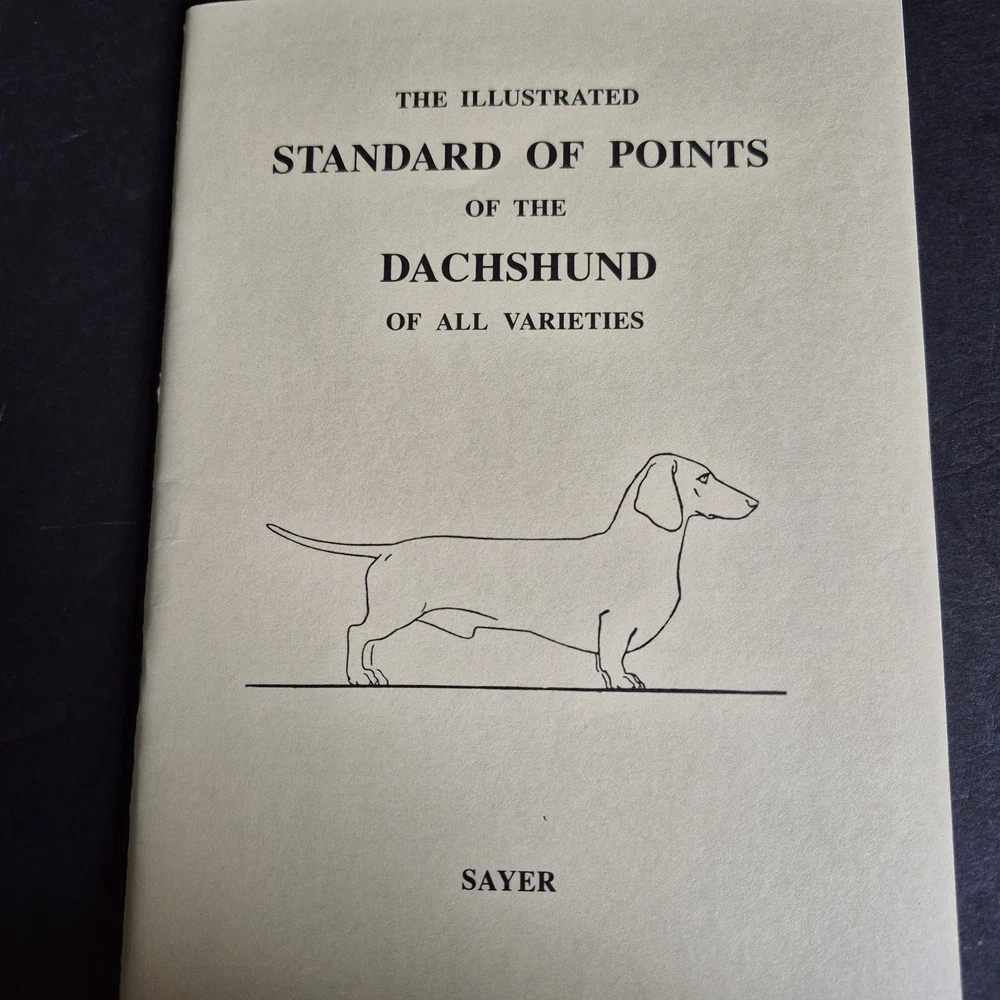 THE ILLUSTRATED
STANDARD OF POINTS
OF THE
DACHSHUND
OF ALL VARIETIES
SAYER